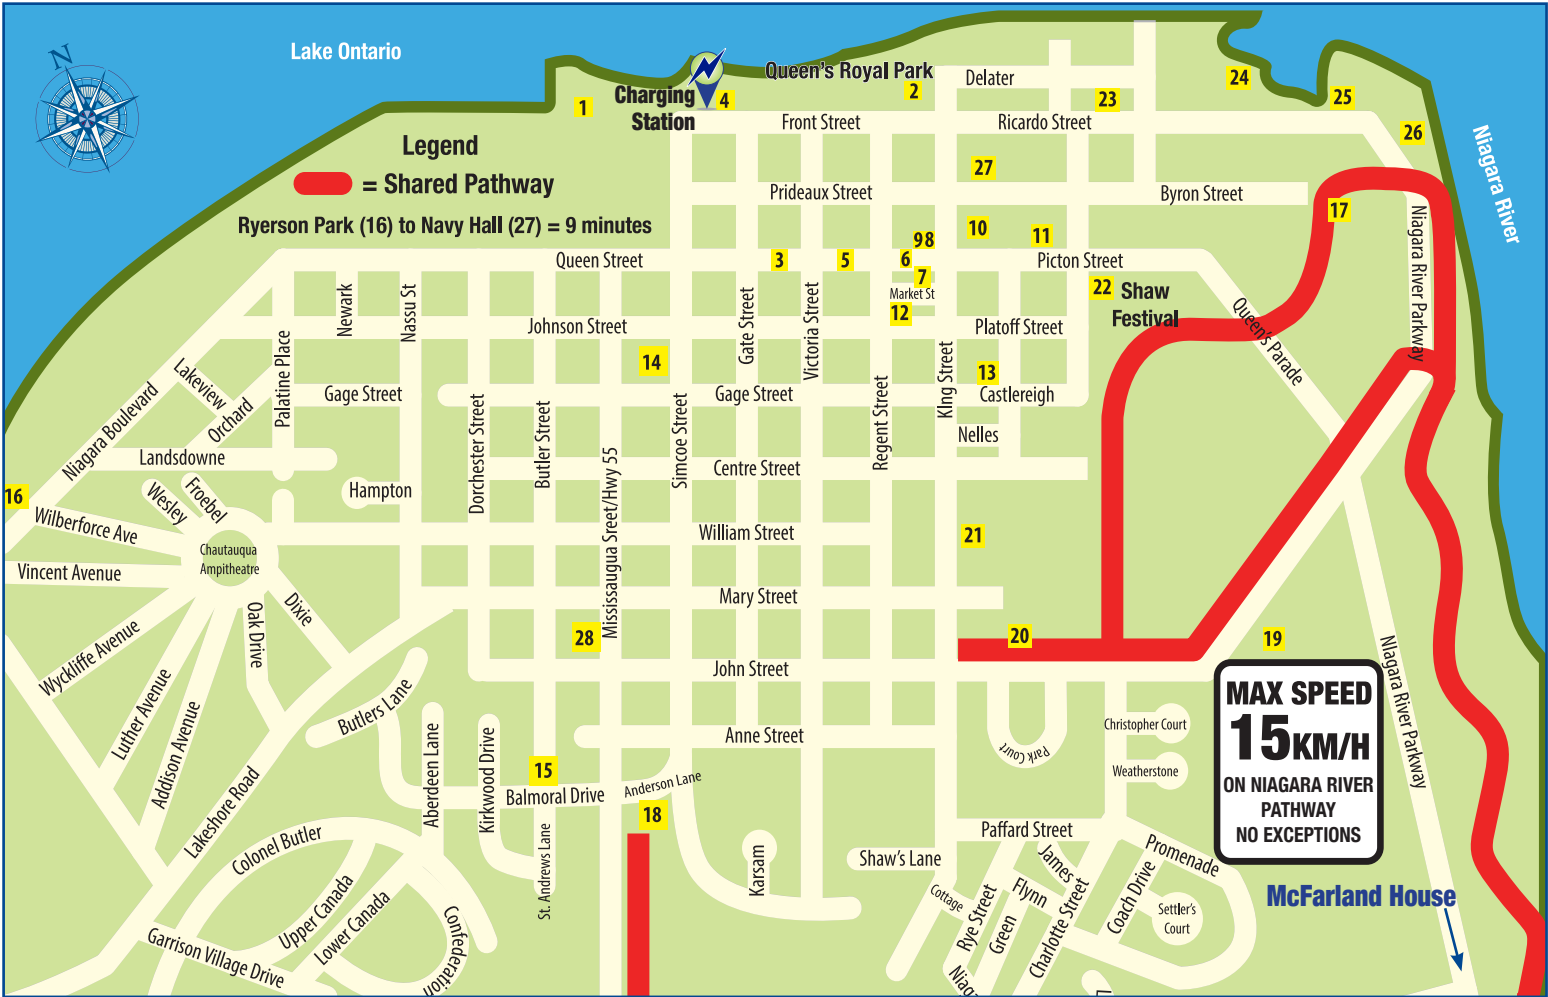 N
Lake Ontario
Queen's Royal Park
Charging
Station
Delater
1
4
2
23
24
25
26
Niagara River
Front Street
Ricardo Street
Legend
= Shared Pathway
Ryerson Park (16) to Navy Hall (27) = 9 minutes
27
Prideaux Street
Byron Street
17
10
11
9
8
Queen Street
3
5
6
7
Picton Street
22
Shaw
Festival
Market St
12
Newark
Nassu St
Johnson Street
Gate Street
Victoria Street
Platoff Street
Queen's Parade
Niagara River Parkway
Palatine Place
14
KIng Street
13
Lakeview
Gage Street
Gage Street
Castlereigh
Orchard
Niagara Boulevard
Dorchester Street
Butler Street
Simcoe Street
Regent Street
Nelles
Landsdowne
Centre Street
Mississaugua Sreet/Hwy 55
Hampton
16
Wesley
Froebel
Wilberforce Ave
William Street
21
Chautauqua
Ampitheatre
Vincent Avenue
Mary Street
Oak Drive
Dixie
28
20
19
Wyckliffe Avenue
John Street
NIagara River Parkway
MAX SPEED
15KM/H
ON NIAGARA RIVER
PATHWAY
NO EXCEPTIONS
Butlers Lane
Luther Avenue
Addison Avenue
Aberdeen Lane
Kirkwood Drive
Anne Street
Park Court
Christopher Court
Weatherstone
15
Balmoral Drive
Anderson Lane
18
Lakeshore Road
Colonel Butler
St. Andrews Lane
Karsam
Paffard Street
Shaw's Lane
James
Promenade
Flynn
Cottage
Rye Street
Green
Charlotte Street
Coach Drive
Settler's
Court
McFarland House
Upper Canada
Lower Canada
Confederation
Garrison Village Drive
Niag